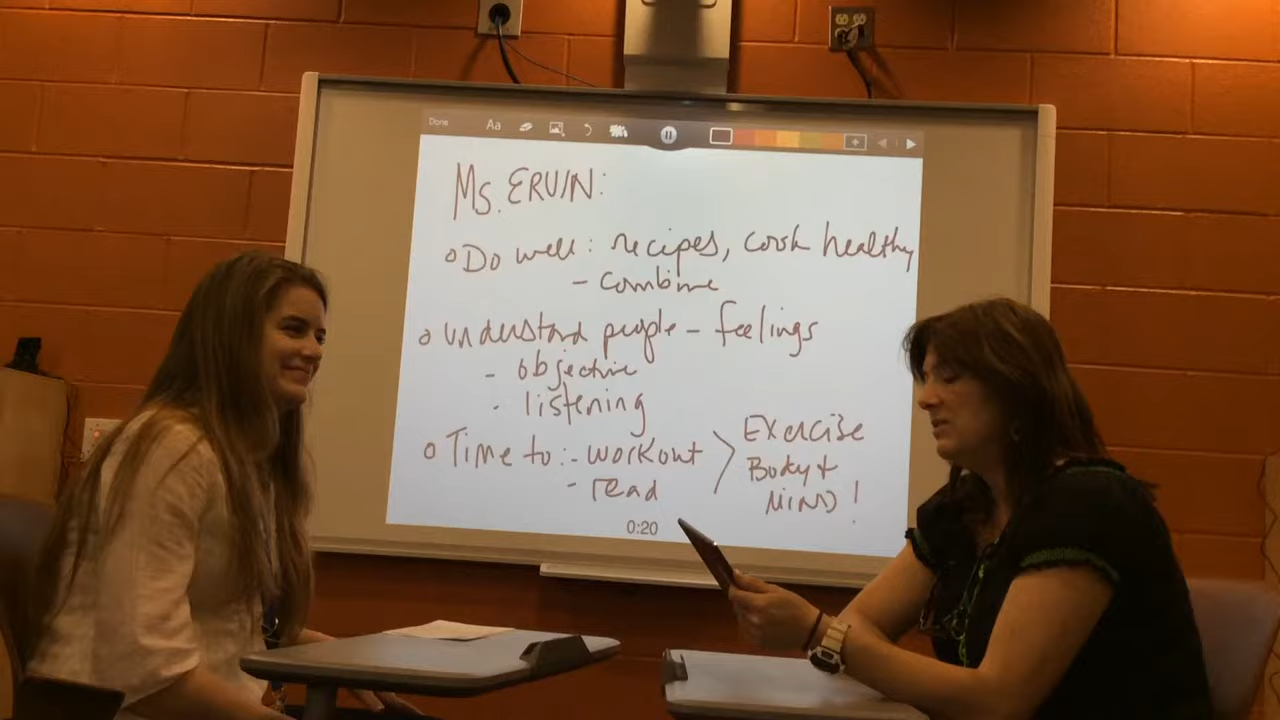 Done Aa
Ms. ERVIN:
Do well: recipes, cook healthy
- combine
understand people - feelings
- objective
- listening
Time to: - workout > Exercise
- read Body +
MIND!
0:20